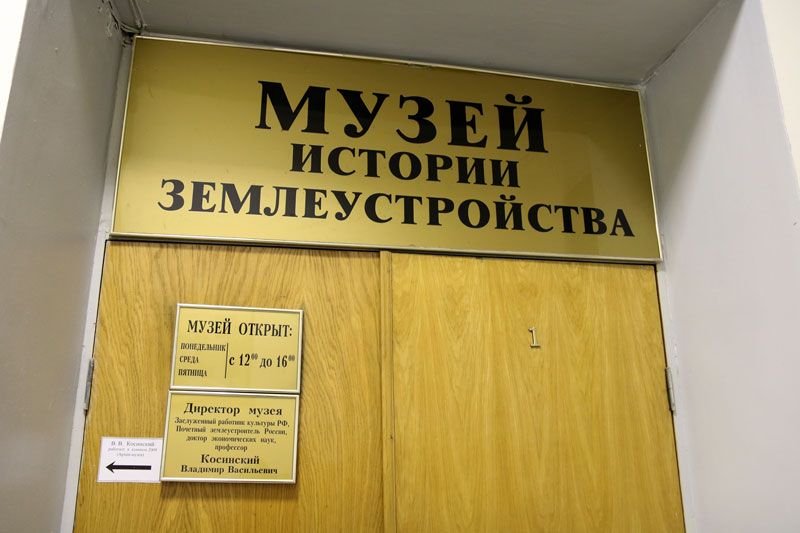 МУЗЕЙ
ИСТОРИИ
ЗЕМЛЕУСТРОЙСТВА
1
МУЗЕЙ ОТКРЫТ:
ПОНЕДЕЛЬНИК
СРЕДА
ПЯТНИЦА
с 12⁰⁰ до 16⁰⁰
Директор музея
Заслуженный работник культуры РФ,
Почетный землеустроитель России,
доктор экономических наук,
профессор
Косинский
Владимир Васильевич
В. В. Косинский
работает в